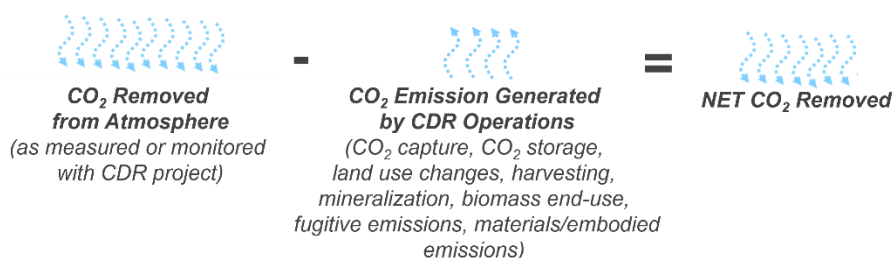 -
=
CO₂ Removed
from Atmosphere
(as measured or monitored
with CDR project)
CO₂ Emission Generated
by CDR Operations
(CO₂ capture, CO₂ storage,
land use changes, harvesting,
mineralization, biomass end-use,
fugitive emissions, materials/embodied
emissions)
NET CO₂ Removed